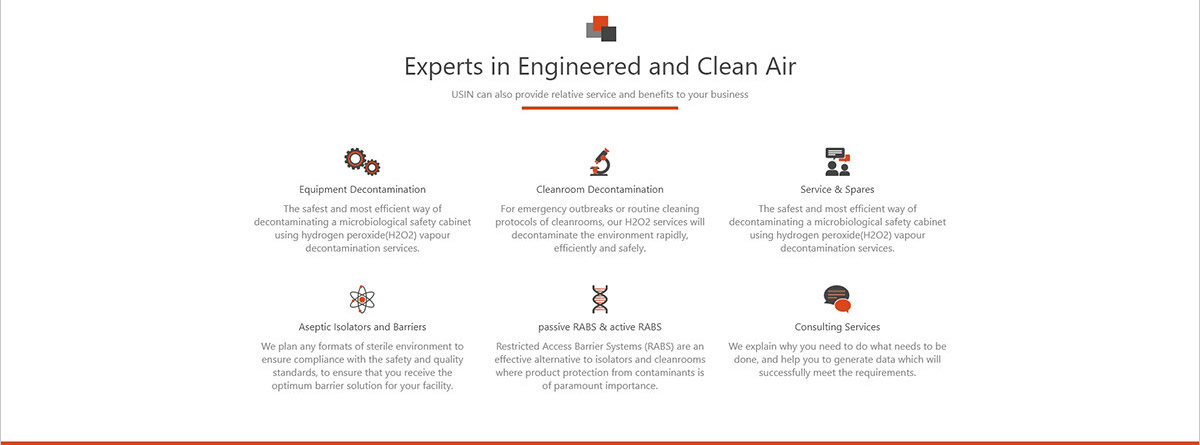 Experts in Engineered and Clean Air
USIN can also provide relative service and benefits to your business
Equipment Decontamination
The safest and most efficient way of
decontaminating a microbiological safety cabinet
using hydrogen peroxide(H2O2) vapour
decontamination services.
Cleanroom Decontamination
For emergency outbreaks or routine cleaning
protocols of cleanrooms, our H2O2 services will
decontaminate the environment rapidly,
efficiently and safely.
Service & Spares
The safest and most efficient way of
decontaminating a microbiological safety cabinet
using hydrogen peroxide(H2O2) vapour
decontamination services.
Aseptic Isolators and Barriers
We plan any formats of sterile environment to
ensure compliance with the safety and quality
standards, to ensure that you receive the
optimum barrier solution for your facility.
passive RABS & active RABS
Restricted Access Barrier Systems (RABS) are an
effective alternative to isolators and cleanrooms
where product protection from contaminants is
of paramount importance.
Consulting Services
We explain why you need to do what needs to be
done, and help you to generate data which will
successfully meet the requirements.